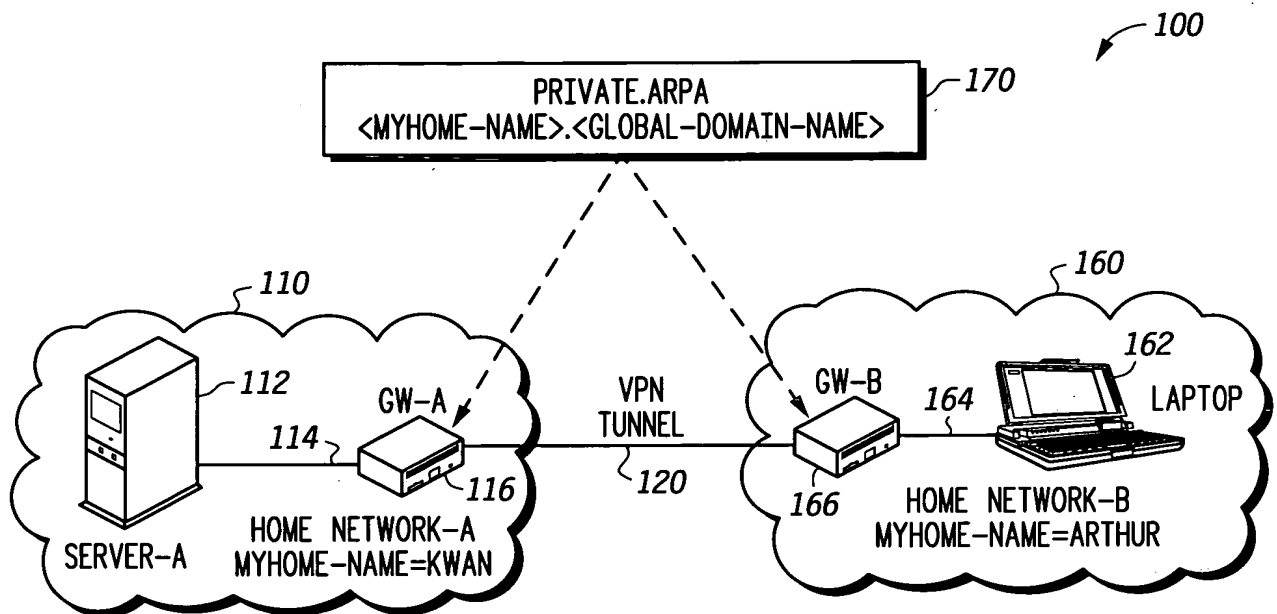 100
PRIVATE.ARPA
<MYHOME-NAME>.<GLOBAL-DOMAIN-NAME>
170
110
112
GW-A
114
116
SERVER-A
HOME NETWORK-A
MYHOME-NAME=KWAN
VPN
TUNNEL
120
160
GW-B
162
164
LAPTOP
166
HOME NETWORK-B
MYHOME-NAME=ARTHUR